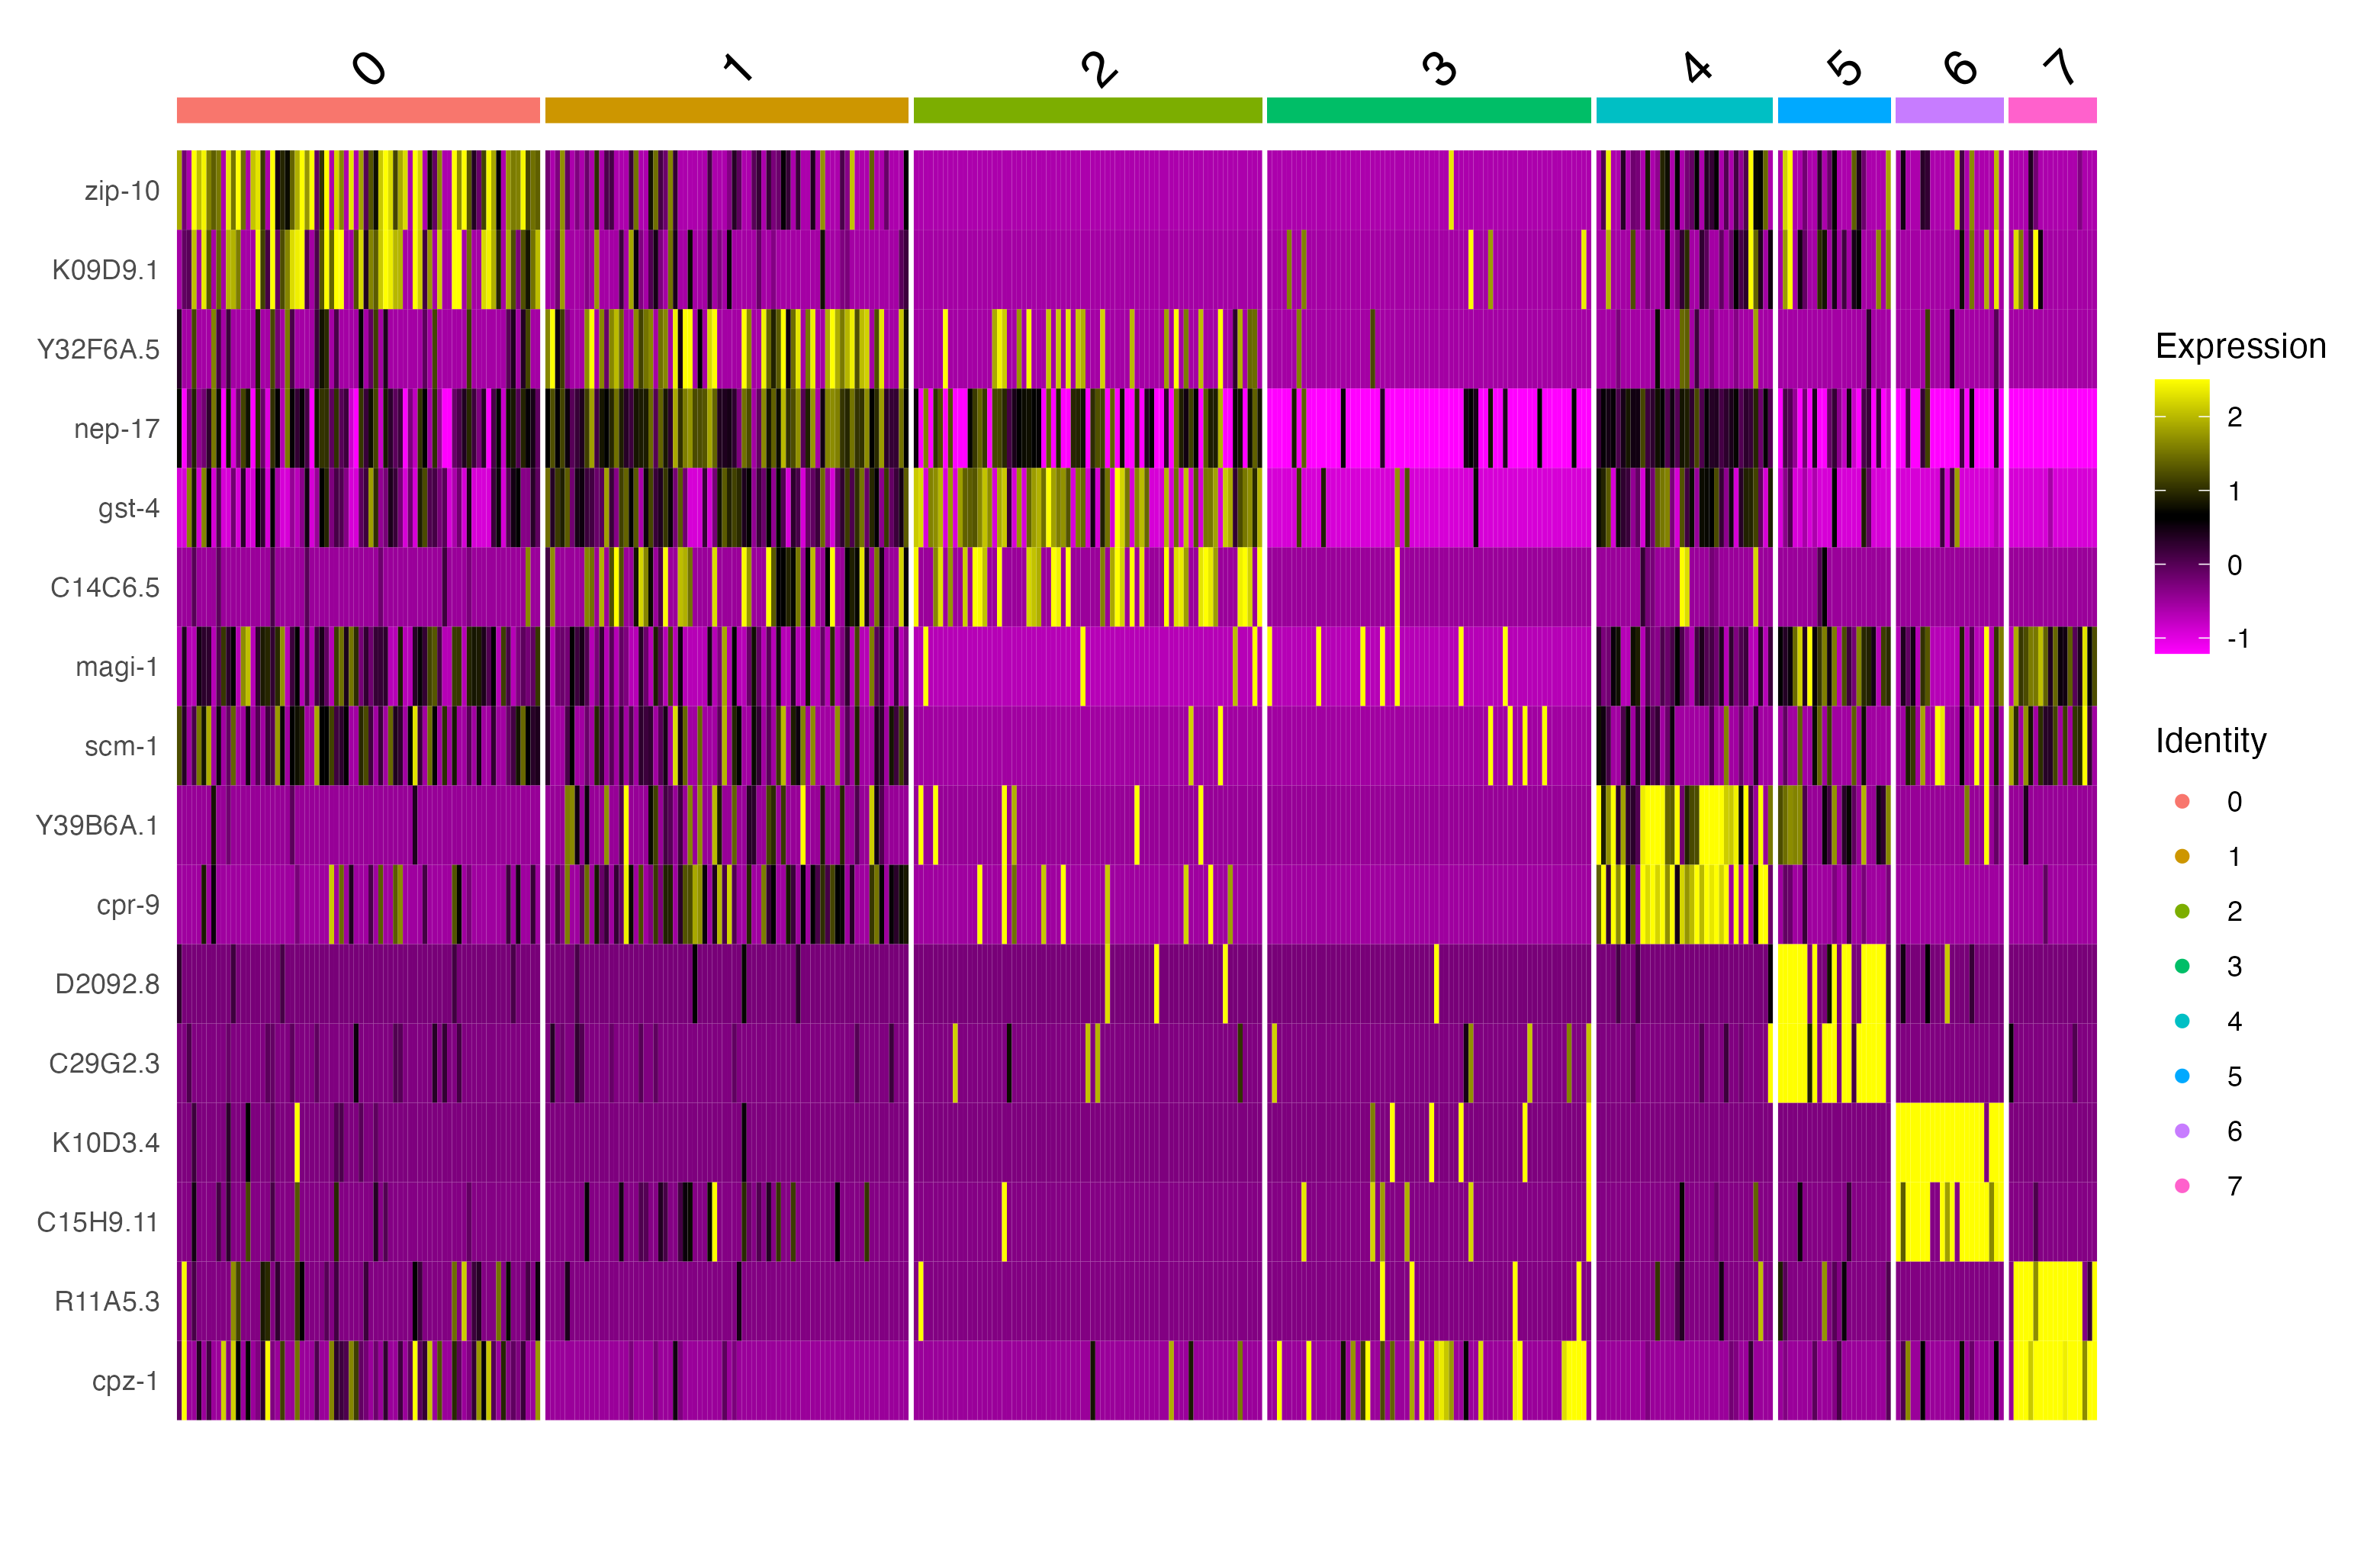 0 1 2 3 4 5 6 7
zip-10
K09D9.1
Y32F6A.5
nep-17
gst-4
C14C6.5
magi-1
scm-1
Y39B6A.1
cpr-9
D2092.8
C29G2.3
K10D3.4
C15H9.11
R11A5.3
cpz-1
Expression
2
1
0
-1
Identity
0
1
2
3
4
5
6
7